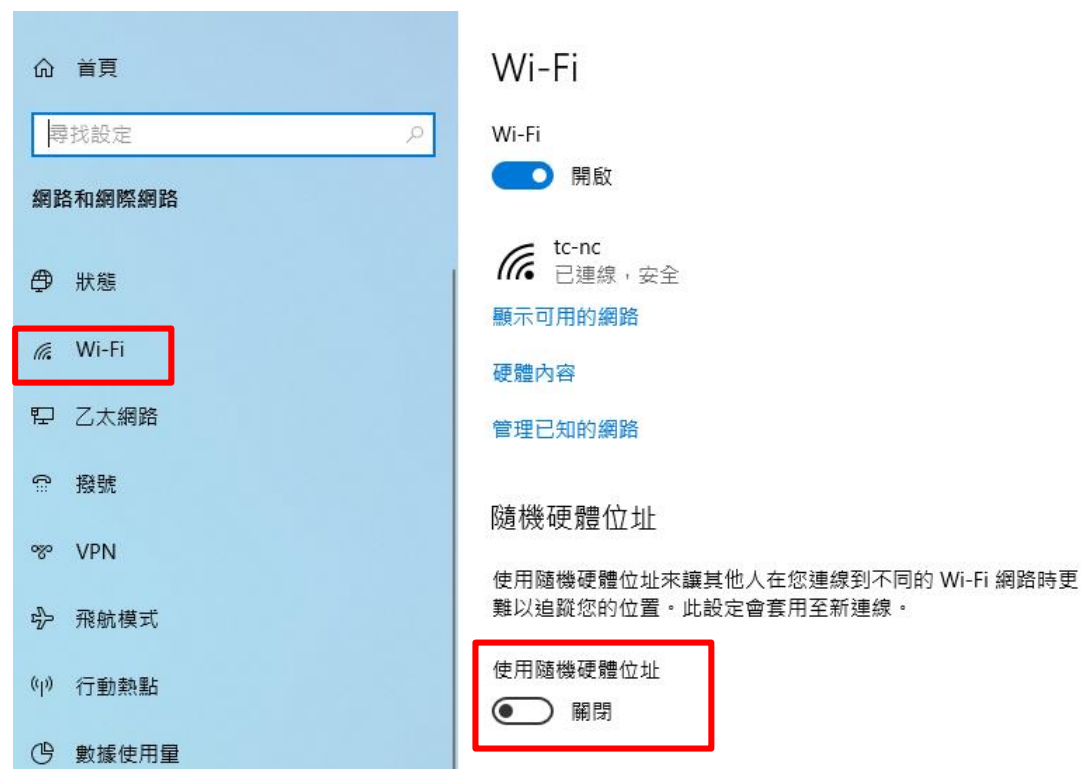 首頁
尋找設定
網路和網際網路
狀態
Wi-Fi
乙太網路
撥號
VPN
飛航模式
行動熱點
數據使用量
Wi-Fi
Wi-Fi
開啟
tc-nc
已連線，安全
顯示可用的網路
硬體內容
管理已知的網路
隨機硬體位址
使用隨機硬體位址來讓其他人在您連線到不同的 Wi-Fi 網路時更
難以追蹤您的位置。此設定會套用至新連線。
使用隨機硬體位址
關閉